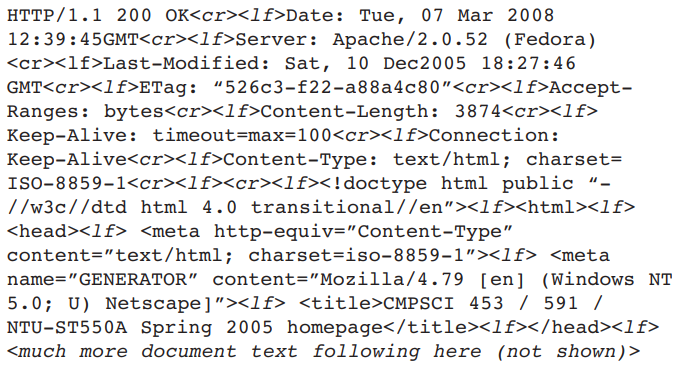 HTTP/1.1 200 OK<cr><lf>Date: Tue, 07 Mar 2008
12:39:45GMT<cr><lf>Server: Apache/2.0.52 (Fedora)
<cr><lf>Last-Modified: Sat, 10 Dec2005 18:27:46
GMT<cr><lf>ETag: “526c3-f22-a88a4c80”<cr><lf>Accept-
Ranges: bytes<cr><lf>Content-Length: 3874<cr><lf>
Keep-Alive: timeout=max=100<cr><lf>Connection:
Keep-Alive<cr><lf>Content-Type: text/html; charset=
ISO-8859-1<cr><lf><cr><lf><!doctype html public “-
//w3c//dtd html 4.0 transitional//en”><lf><html><lf>
<head><lf> <meta http-equiv=”Content-Type”
content=”text/html; charset=iso-8859-1”><lf> <meta
name=”GENERATOR” content=”Mozilla/4.79 [en] (Windows NT
5.0; U) Netscape]”><lf> <title>CMPSCI 453 / 591 /
NTU-ST550A Spring 2005 homepage</title><lf></head><lf>
<much more document text following here (not shown)>